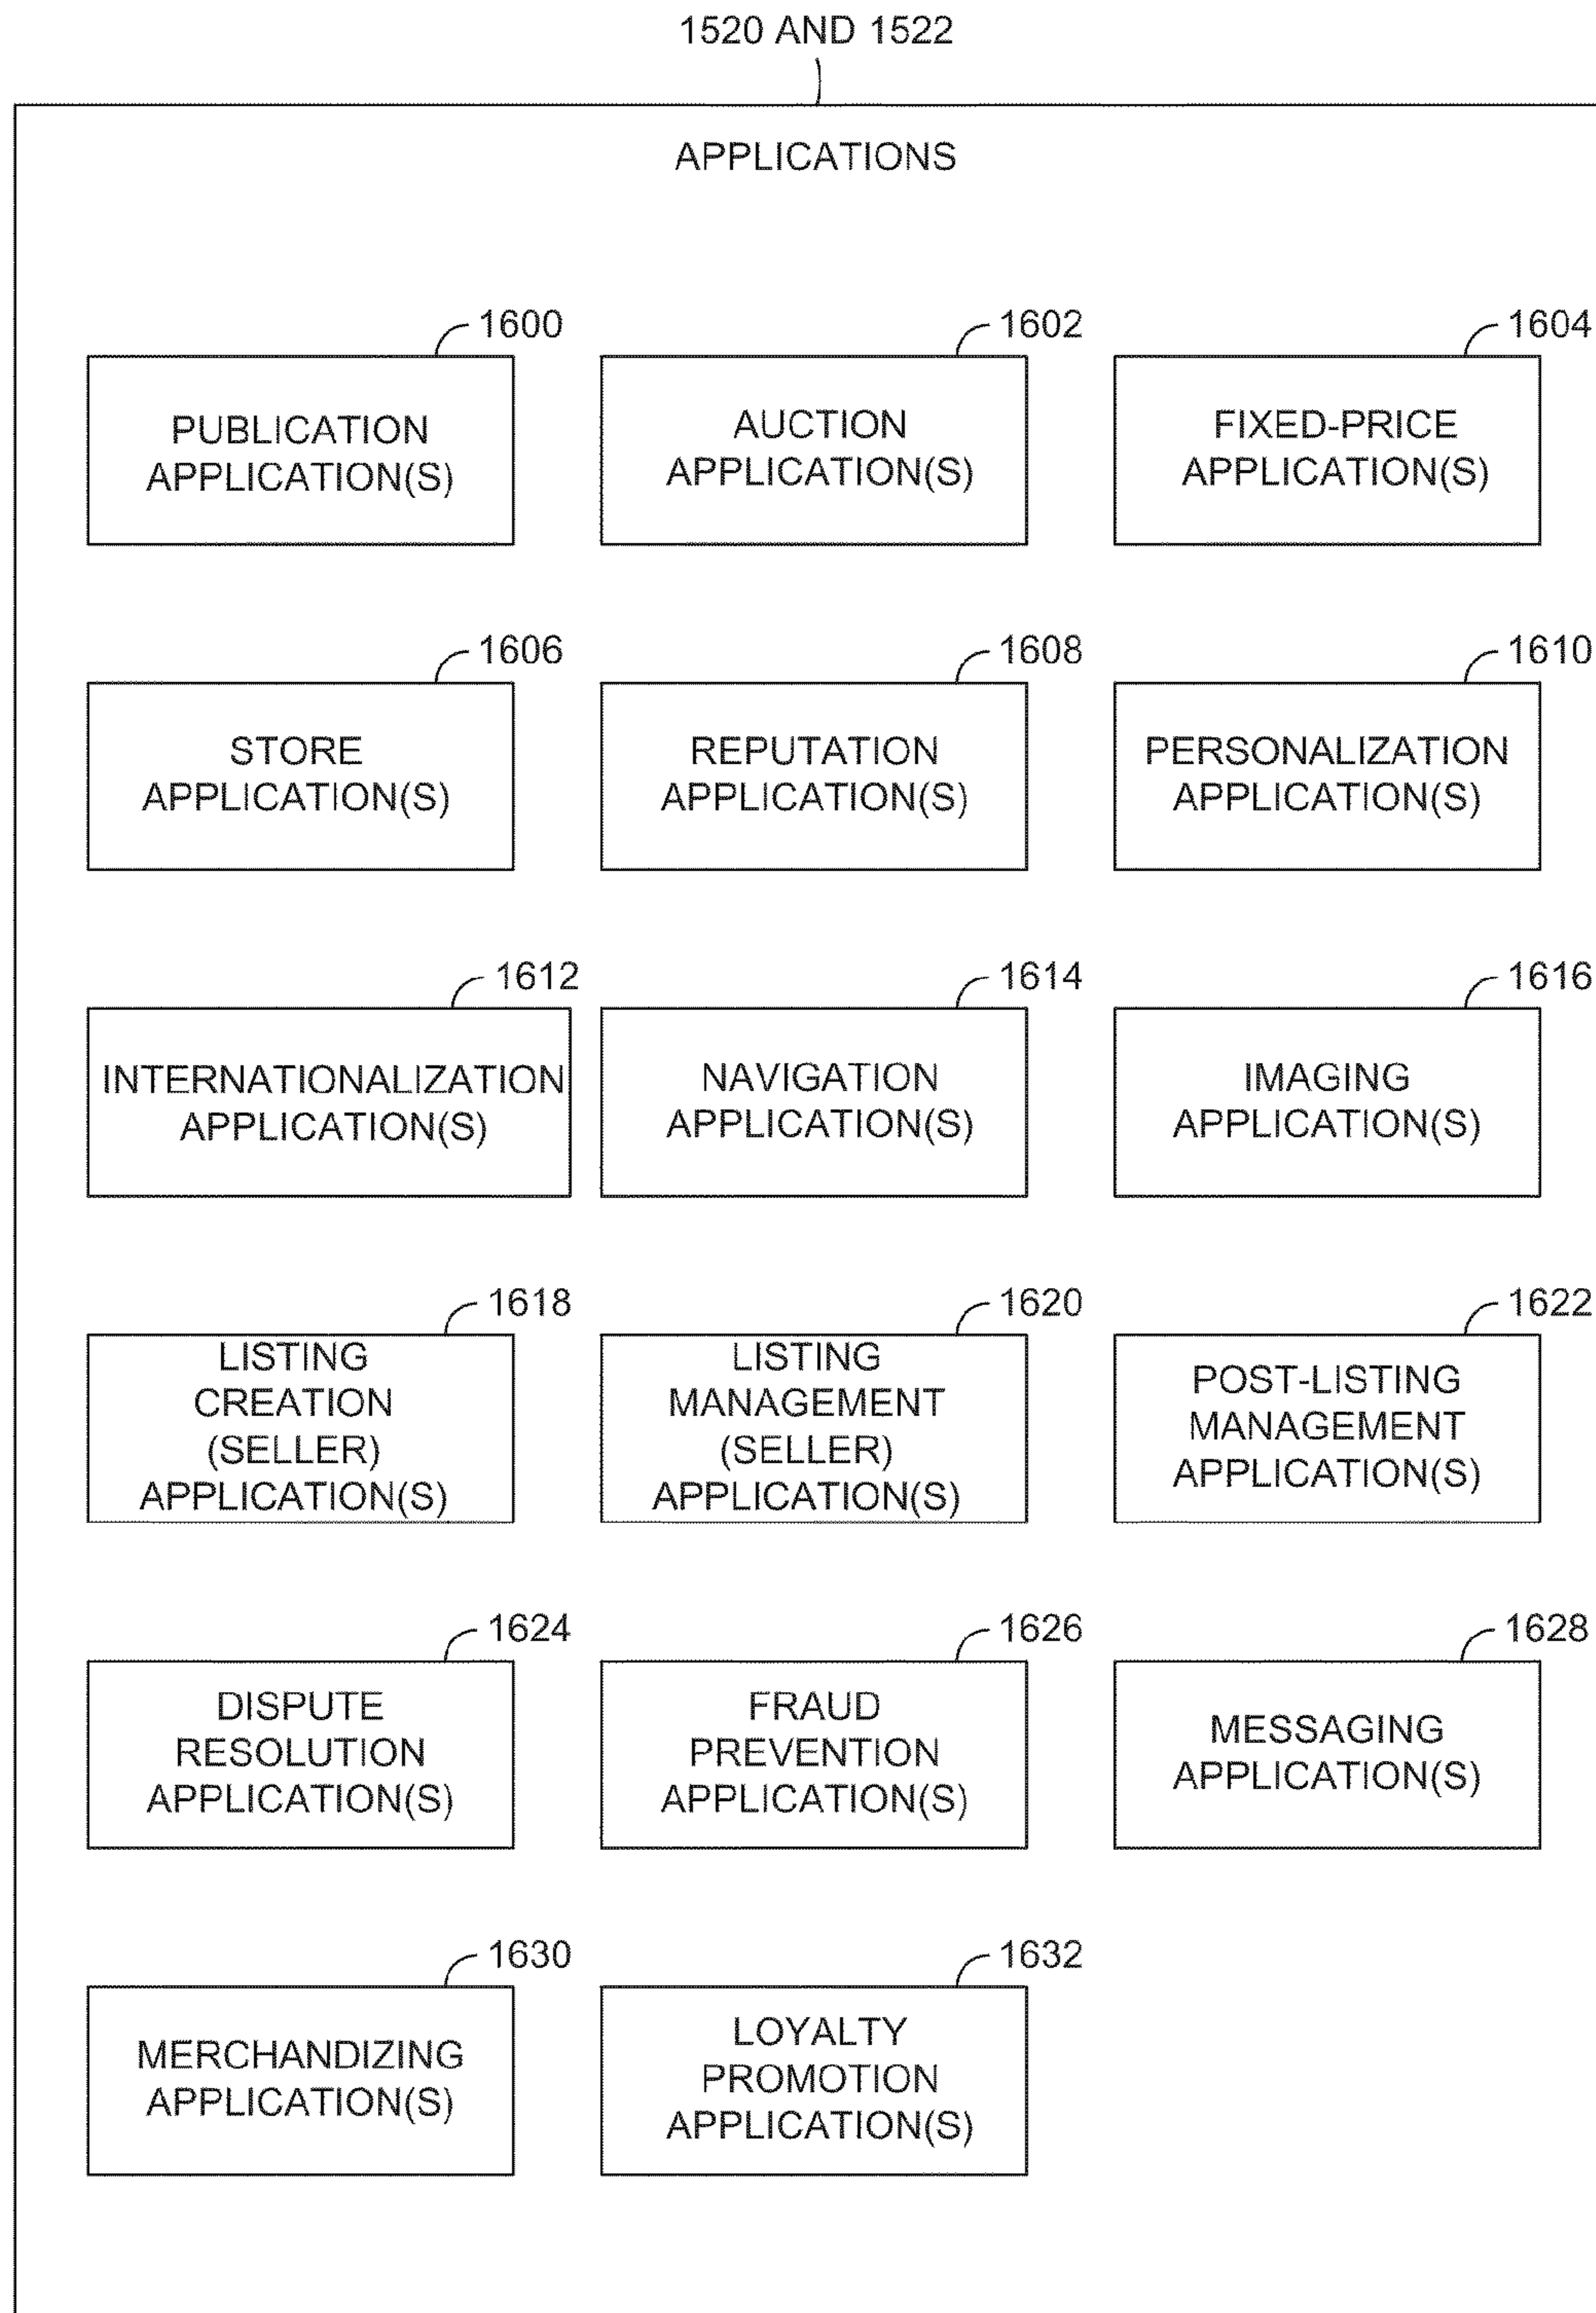 1520 AND 1522
APPLICATIONS
1600
PUBLICATION
APPLICATION(S)
1602
AUCTION
APPLICATION(S)
1604
FIXED-PRICE
APPLICATION(S)
1606
STORE
APPLICATION(S)
1608
REPUTATION
APPLICATION(S)
1610
PERSONALIZATION
APPLICATION(S)
1612
INTERNATIONALIZATION
APPLICATION(S)
1614
NAVIGATION
APPLICATION(S)
1616
IMAGING
APPLICATION(S)
1618
LISTING
CREATION
(SELLER)
APPLICATION(S)
1620
LISTING
MANAGEMENT
(SELLER)
APPLICATION(S)
1622
POST-LISTING
MANAGEMENT
APPLICATION(S)
1624
DISPUTE
RESOLUTION
APPLICATION(S)
1626
FRAUD
PREVENTION
APPLICATION(S)
1628
MESSAGING
APPLICATION(S)
1630
MERCHANDIZING
APPLICATION(S)
1632
LOYALTY
PROMOTION
APPLICATION(S)